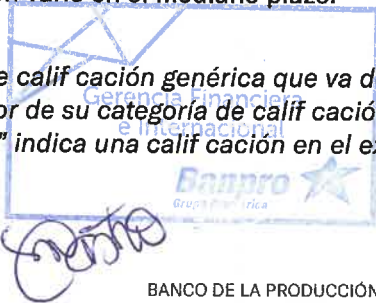 en el mediano plazo.
e calif cación genérica que va d
Gerencia Financiera
or de su categoría de calif cació
e Internacional
" indica una calif cación en el e
Banpro
Grupo
BANCO DE LA PRODUCCIÓN